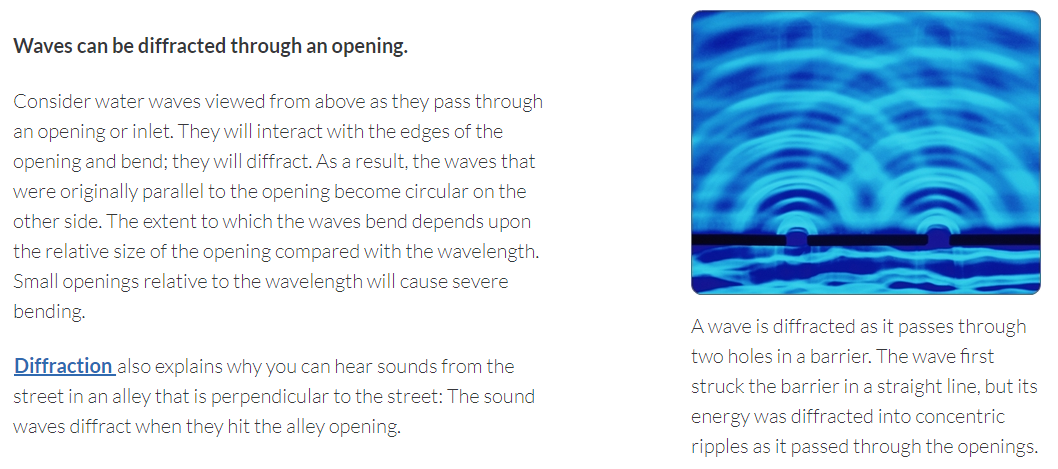 Waves can be diffracted through an opening.
Consider water waves viewed from above as they pass through
an opening or inlet. They will interact with the edges of the
opening and bend; they will diffract. As a result, the waves that
were originally parallel to the opening become circular on the
other side. The extent to which the waves bend depends upon
the relative size of the opening compared with the wavelength.
Small openings relative to the wavelength will cause severe
bending.
Diffraction also explains why you can hear sounds from the
street in an alley that is perpendicular to the street: The sound
waves diffract when they hit the alley opening.
A wave is diffracted as it passes through
two holes in a barrier. The wave first
struck the barrier in a straight line, but its
energy was diffracted into concentric
ripples as it passed through the openings.